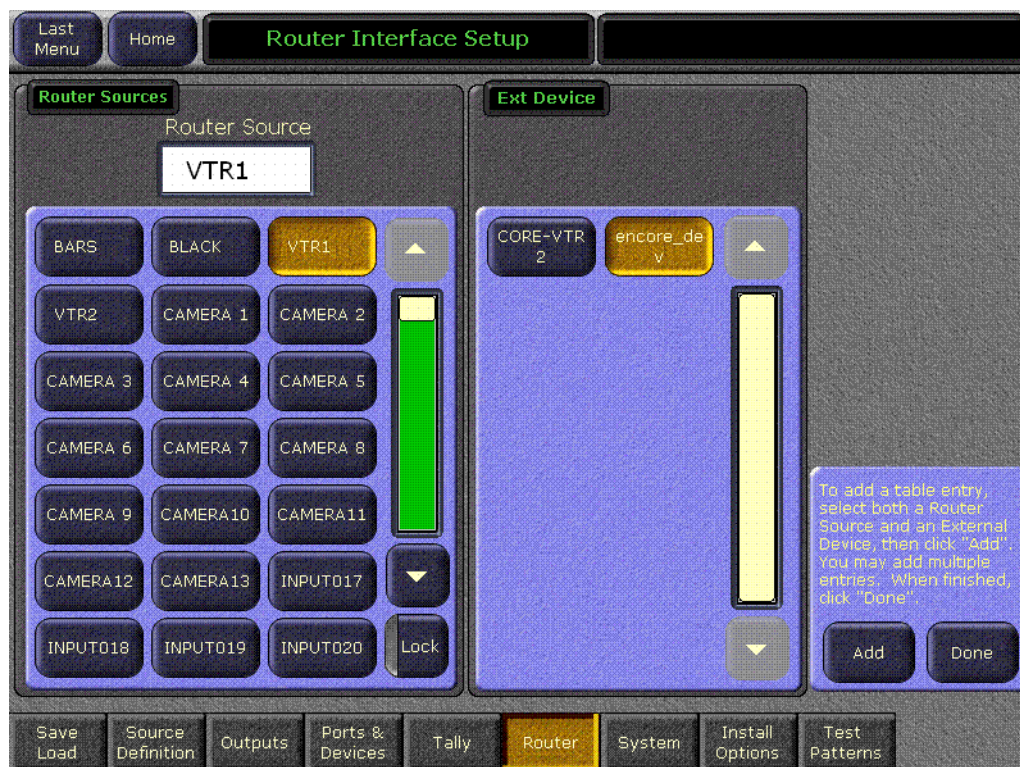 Last
Menu
Home
Router Interface Setup
Router Sources
Router Source
VTR1
BARS
BLACK
VTR1
VTR2
CAMERA 1
CAMERA 2
CAMERA 3
CAMERA 4
CAMERA 5
CAMERA 6
CAMERA 7
CAMERA 8
CAMERA 9
CAMERA10
CAMERA11
CAMERA12
CAMERA13
INPUT017
INPUT018
INPUT019
INPUT020
Lock
Ext Device
CORE-VTR
2
encore_de
v
To add a table entry,
select both a Router
Source and an External
Device, then click "Add".
You may add multiple
entries. When finished,
click "Done".
Add
Done
Save
Load
Source
Definition
Outputs
Ports &
Devices
Tally
Router
System
Install
Options
Test
Patterns